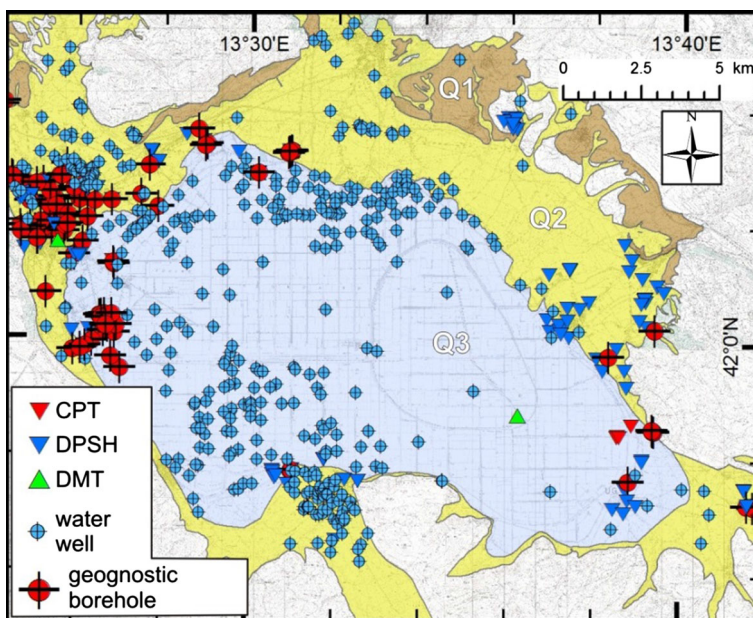 13°30'E
13°40'E
0 2.5 5 km
Q1
N
Q2
Q3
42°0'N
CPT
DPSH
DMT
water
well
geognostic
borehole